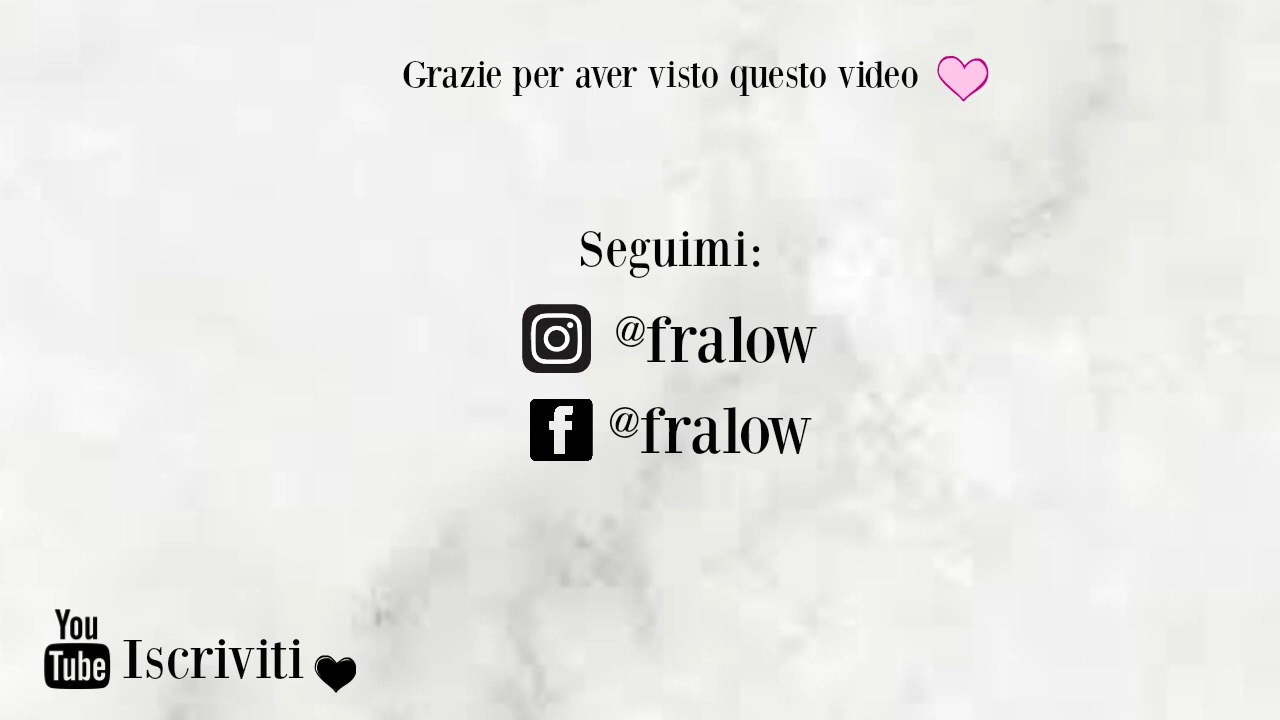 Grazie per aver visto questo video
Seguimi:
@fralow
@fralow
You
Tube Iscriviti